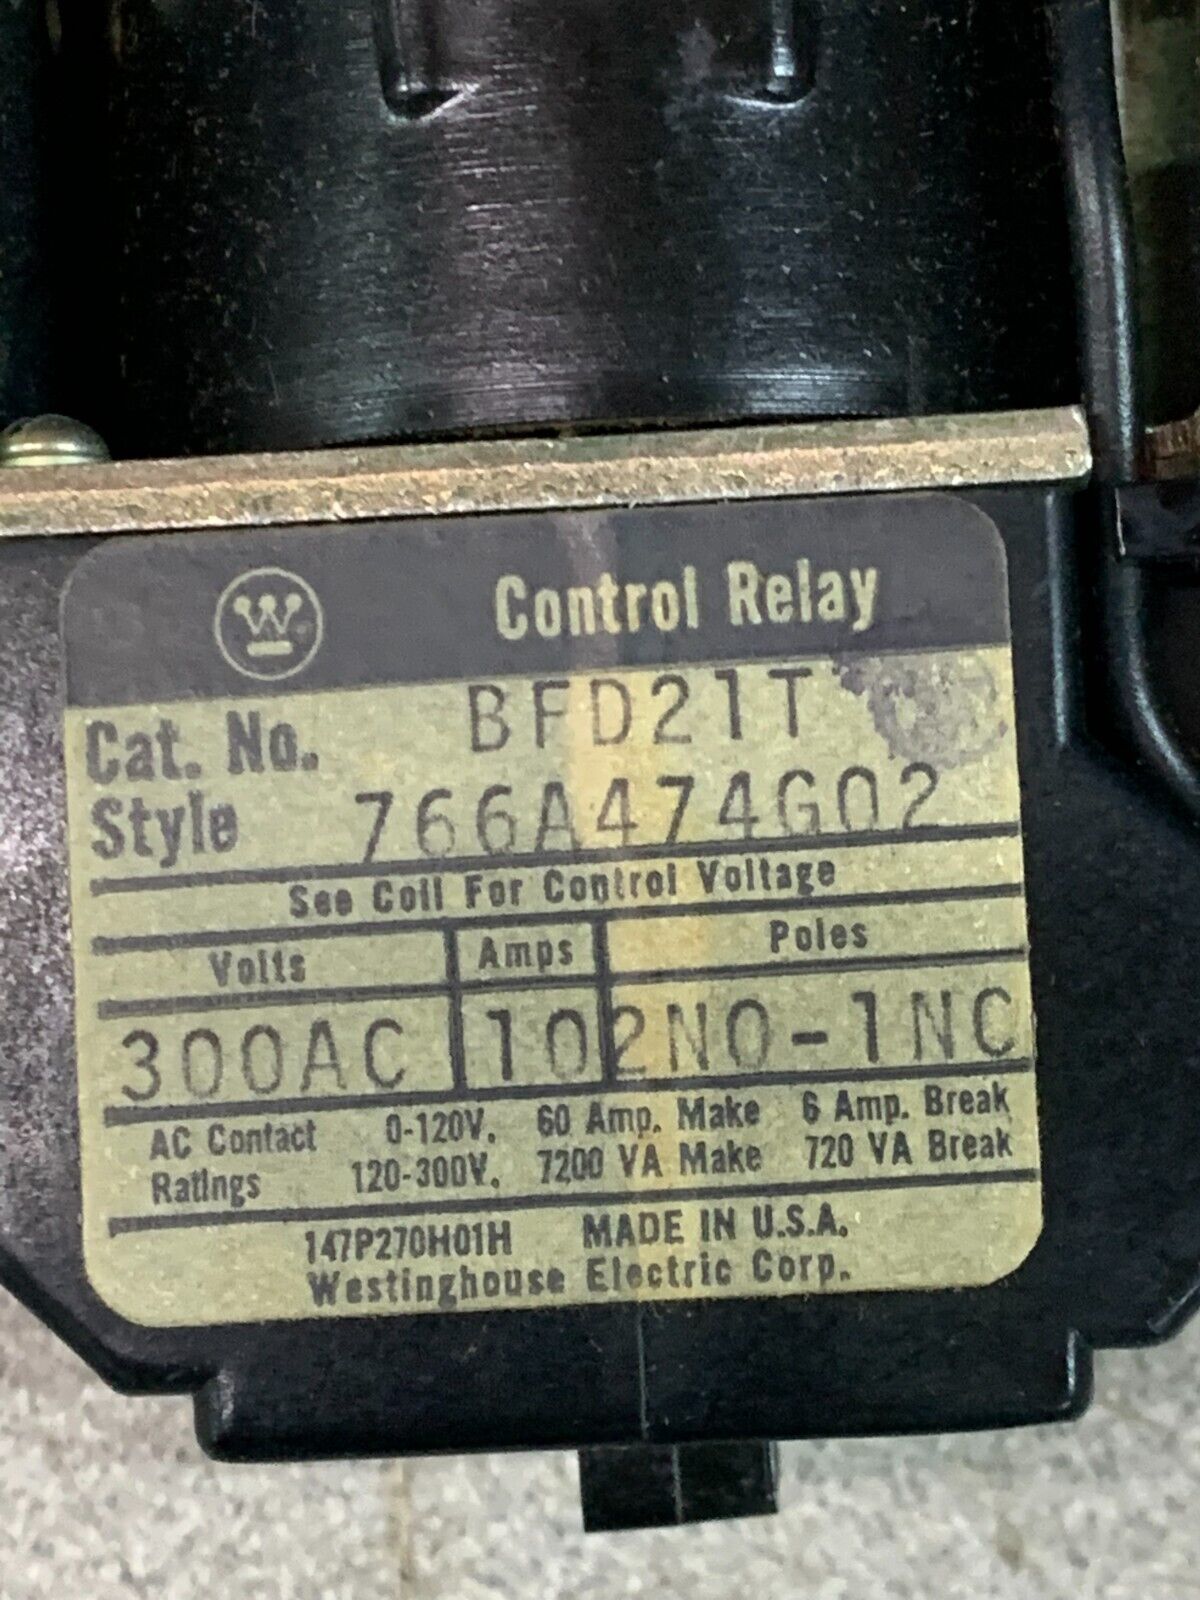 W
Control Relay
Cat. No. BFD21T
Style 766A474G02
See Coil For Control Voltage
Volts Amps Poles
300AC 10 2NO-1NC
AC Contact 0-120V. 60 Amp. Make 6 Amp. Break
Ratings 120-300V. 7200 VA Make 720 VA Break
147P270H01H MADE IN U.S.A.
Westinghouse Electric Corp.